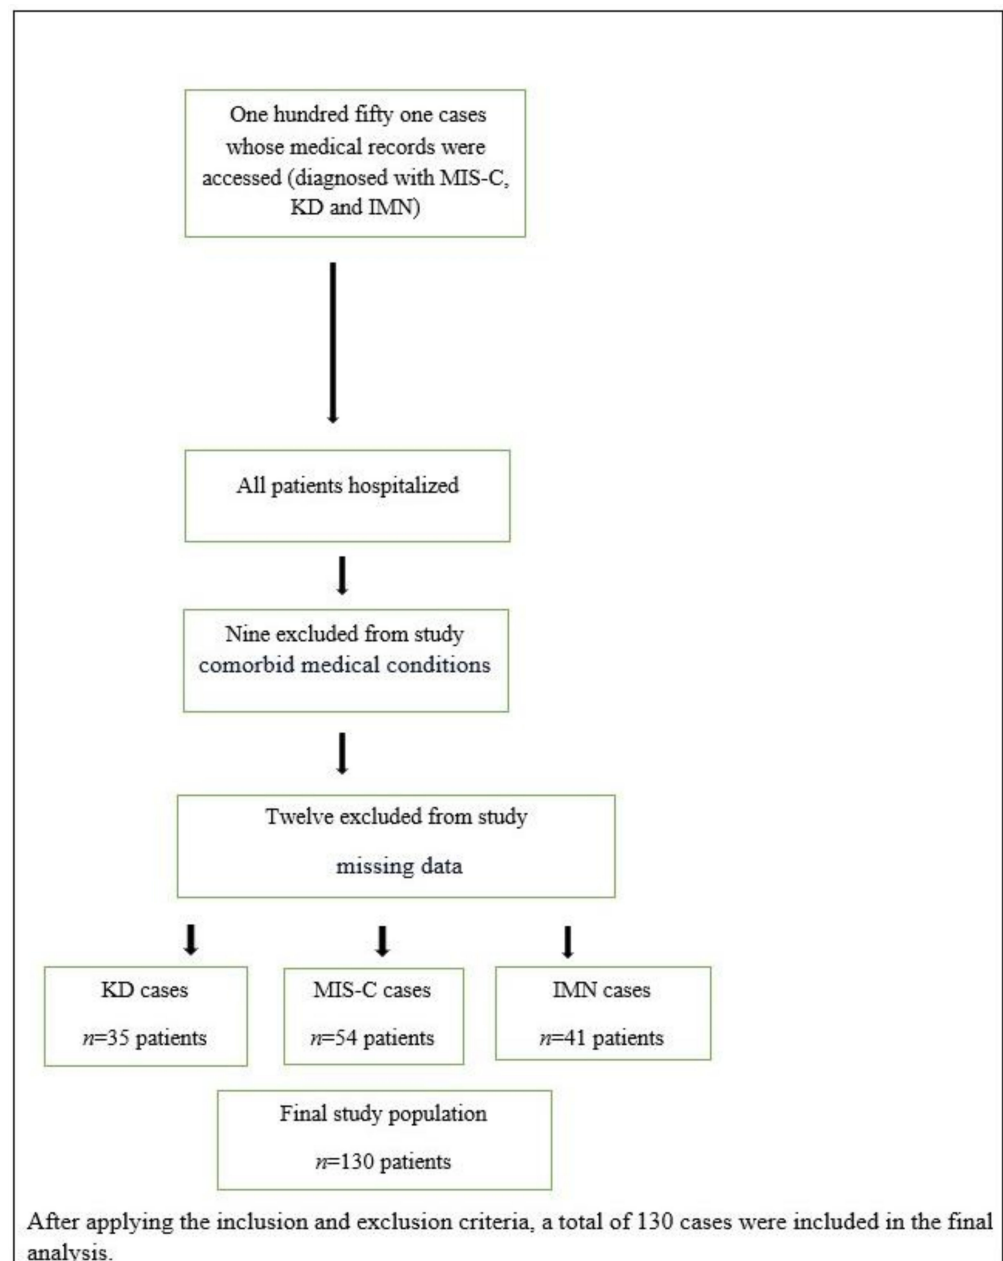 One hundred fifty one cases
whose medical records were
accessed (diagnosed with MIS-C,
KD and IMN)
All patients hospitalized
Nine excluded from study
comorbid medical conditions
Twelve excluded from study
missing data
KD cases
n=35 patients
MIS-C cases
n=54 patients
IMN cases
n=41 patients
Final study population
n=130 patients
After applying the inclusion and exclusion criteria, a total of 130 cases were included in the final
analysis.